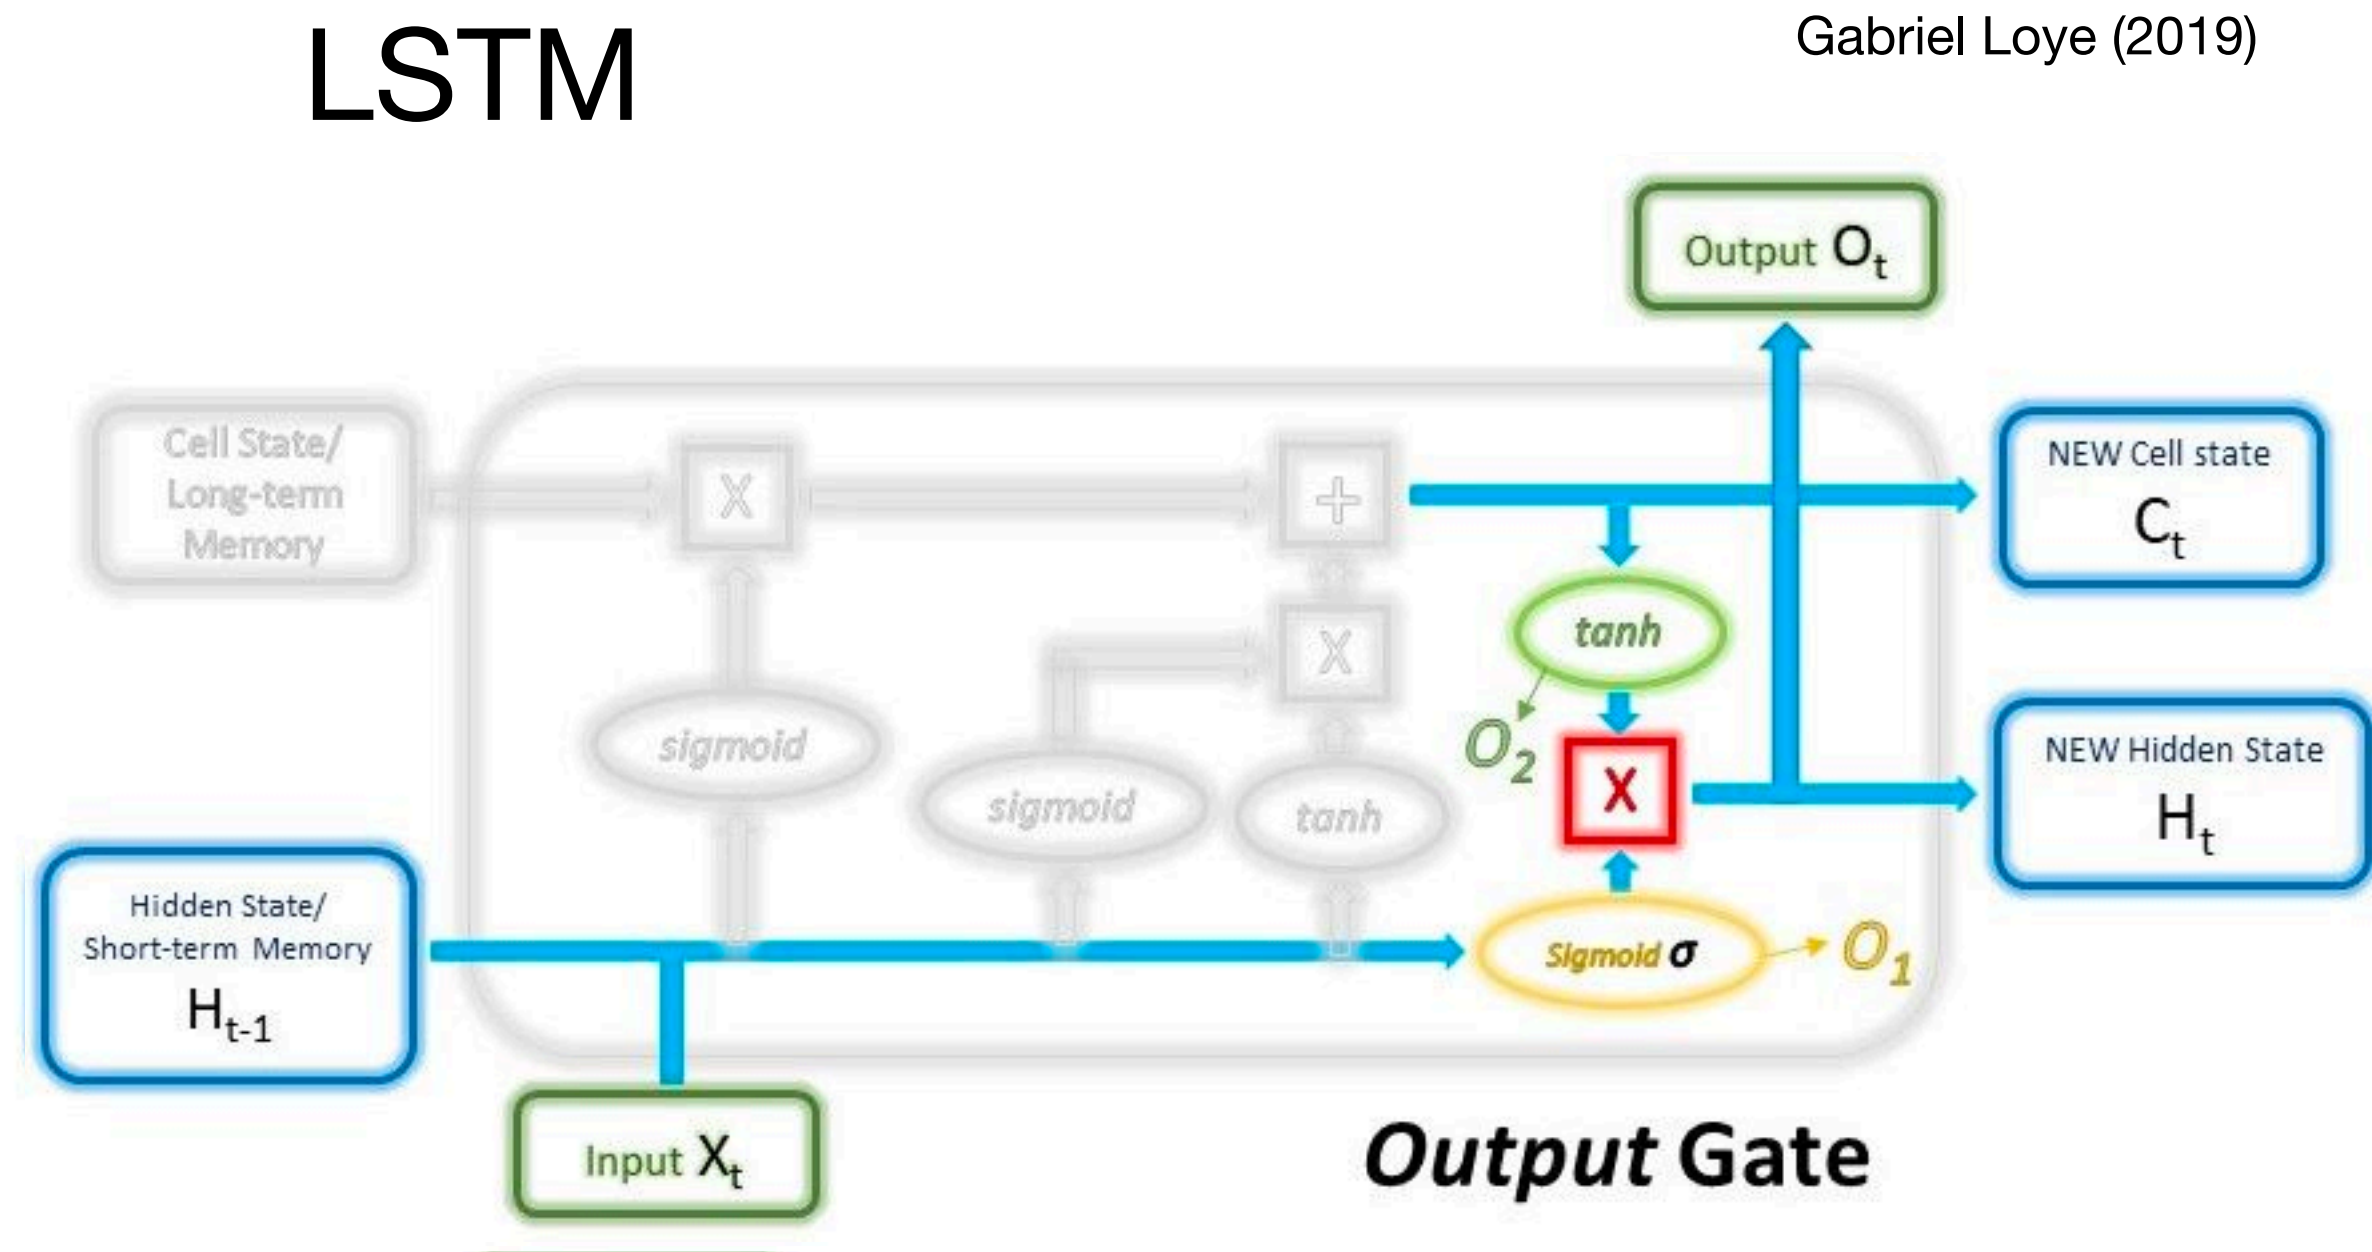 LSTM
Gabriel Loye (2019)
Output Ot
Cell State/
Long-term
Memory
X
+
NEW Cell state
Ct
tanh
X
sigmoid
O2
X
NEW Hidden State
Ht
sigmoid
tanh
Hidden State/
Short-term Memory
Ht-1
Sigmoid σ
O1
Input Xt
Output Gate